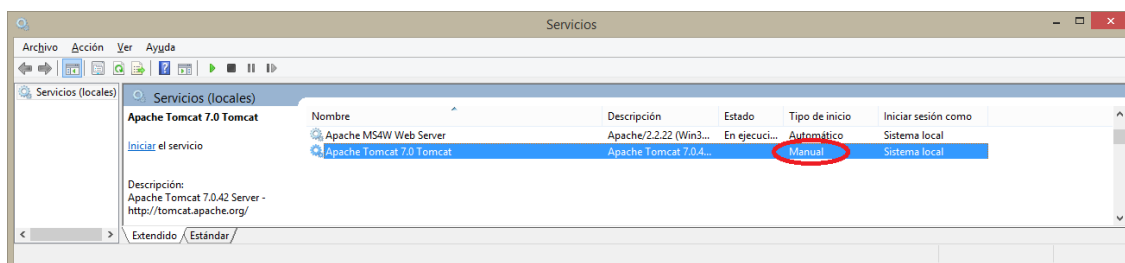 Servicios
Archivo Acción Ver Ayuda
Servicios (locales)
Servicios (locales)
Apache Tomcat 7.0 Tomcat
Iniciar el servicio
Descripción:
Apache Tomcat 7.0.42 Server -
http://tomcat.apache.org/
Nombre Descripción Estado Tipo de inicio Iniciar sesión como
Apache MS4W Web Server Apache/2.2.22 (Win3... En ejecuci... Automático Sistema local
Apache Tomcat 7.0 Tomcat Apache Tomcat 7.0.4... Manual Sistema local
Extendido Estándar